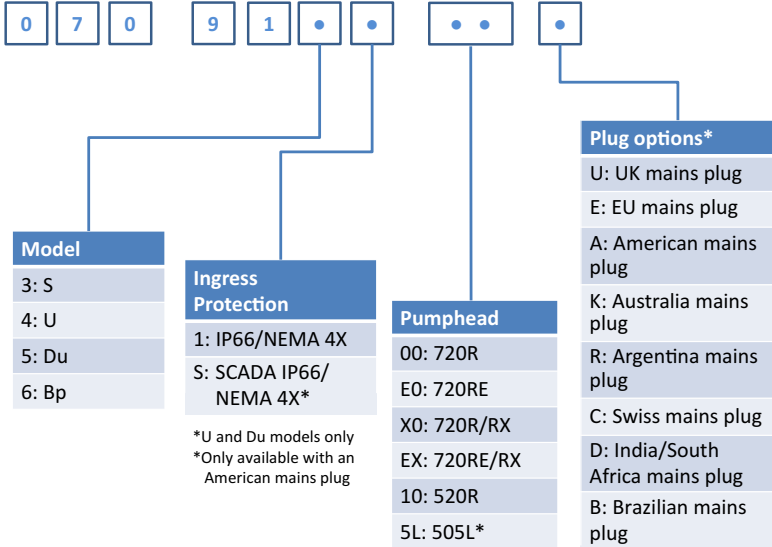 0 7 0 9 1 • • • • •
Model
3: S
4: U
5: Du
6: Bp
Ingress
Protection
1: IP66/NEMA 4X
S: SCADA IP66/
NEMA 4X*
*U and Du models only
*Only available with an
American mains plug
Pumphead
00: 720R
E0: 720RE
X0: 720R/RX
EX: 720RE/RX
10: 520R
5L: 505L*
Plug options*
U: UK mains plug
E: EU mains plug
A: American mains
plug
K: Australia mains
plug
R: Argentina mains
plug
C: Swiss mains plug
D: India/South
Africa mains plug
B: Brazilian mains
plug